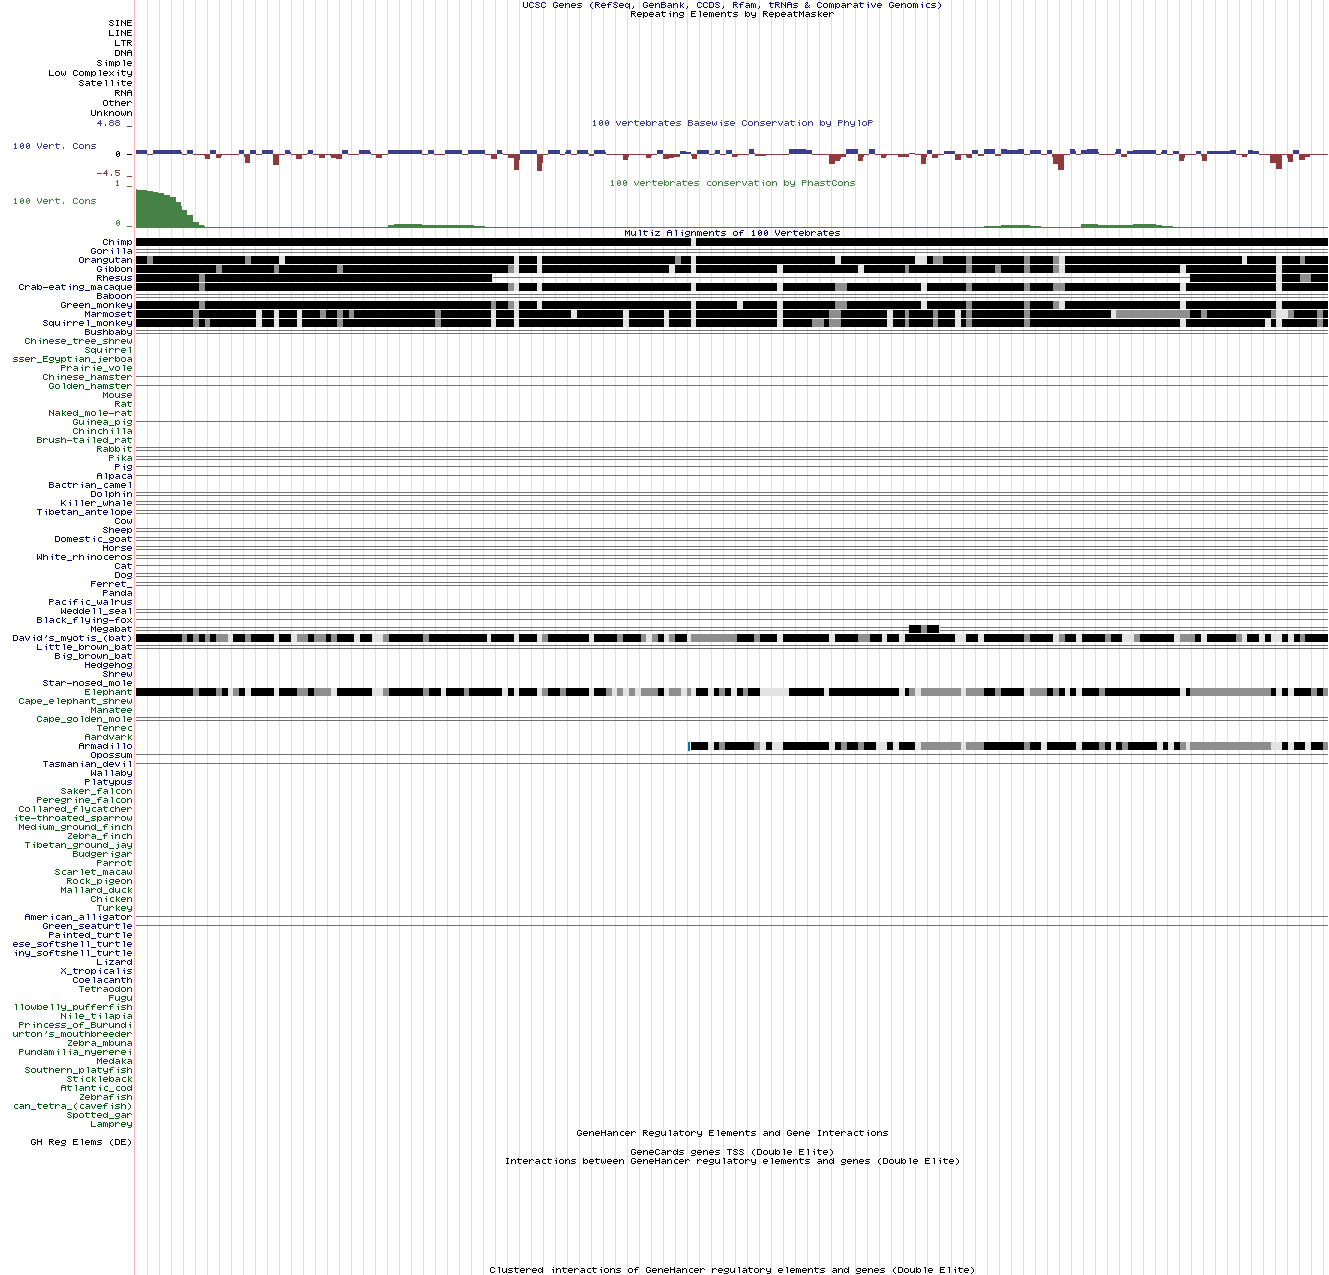 UCSC Genes (RefSeq, GenBank, CCDS, Rfam, tRNAs & Comparative Genomics)
Repeating Elements by RepeatMasker
SINE
LINE
LTR
DNA
Simple
Low Complexity
Satellite
RNA
Other
Unknown
4.88 _
100 vertebrates Basewise Conservation by PhyloP
100 Vert. Cons
0 -
-4.5 _
100 vertebrates conservation by PhastCons
1 _
100 Vert. Cons
0 _
Multiz Alignments of 100 Vertebrates
Chimp
Gorilla
Orangutan
Gibbon
Rhesus
Crab-eating_macaque
Baboon
Green_monkey
Marmoset
Squirrel_monkey
Bushbaby
Chinese_tree_shrew
Squirrel
sser_Egyptian_jerboa
Prairie_vole
Chinese_hamster
Golden_hamster
Mouse
Rat
Naked_mole-rat
Guinea_pig
Chinchilla
Brush-tailed_rat
Rabbit
Pika
Pig
Alpaca
Bactrian_camel
Dolphin
Killer_whale
Tibetan_antelope
Cow
Sheep
Domestic_goat
Horse
White_rhinoceros
Cat
Dog
Ferret_
Panda
Pacific_walrus
Weddell_seal
Black_flying-fox
Megabat
David's_myotis_(bat)
Little_brown_bat
Big_brown_bat
Hedgehog
Shrew
Star-nosed_mole
Elephant
Cape_elephant_shrew
Manatee
Cape_golden_mole
Tenrec
Aardvark
Armadillo
Opossum
Tasmanian_devil
Wallaby
Platypus
Saker_falcon
Peregrine_falcon
Collared_flycatcher
ite-throated_sparrow
Medium_ground_finch
Zebra_finch
Tibetan_ground_jay
Budgerigar
Parrot
Scarlet_macaw
Rock_pigeon
Mallard_duck
Chicken
Turkey
American_alligator
Green_seaturtle
Painted_turtle
ese_softshell_turtle
iny_softshell_turtle
Lizard
X_tropicalis
Coelacanth
Tetraodon
Fugu
llowbelly_pufferfish
Nile_tilapia
Princess_of_Burundi
urton's_mouthbreeder
Zebra_mbuna
Pundamilia_nyererei
Medaka
Southern_platyfish
Stickleback
Atlantic_cod
Zebrafish
can_tetra_(cavefish)
Spotted_gar
Lamprey
GeneHancer Regulatory Elements and Gene Interactions
GH Reg Elems (DE)
GeneCards genes TSS (Double Elite)
Interactions between GeneHancer regulatory elements and genes (Double Elite)
Clustered interactions of GeneHancer regulatory elements and genes (Double Elite)